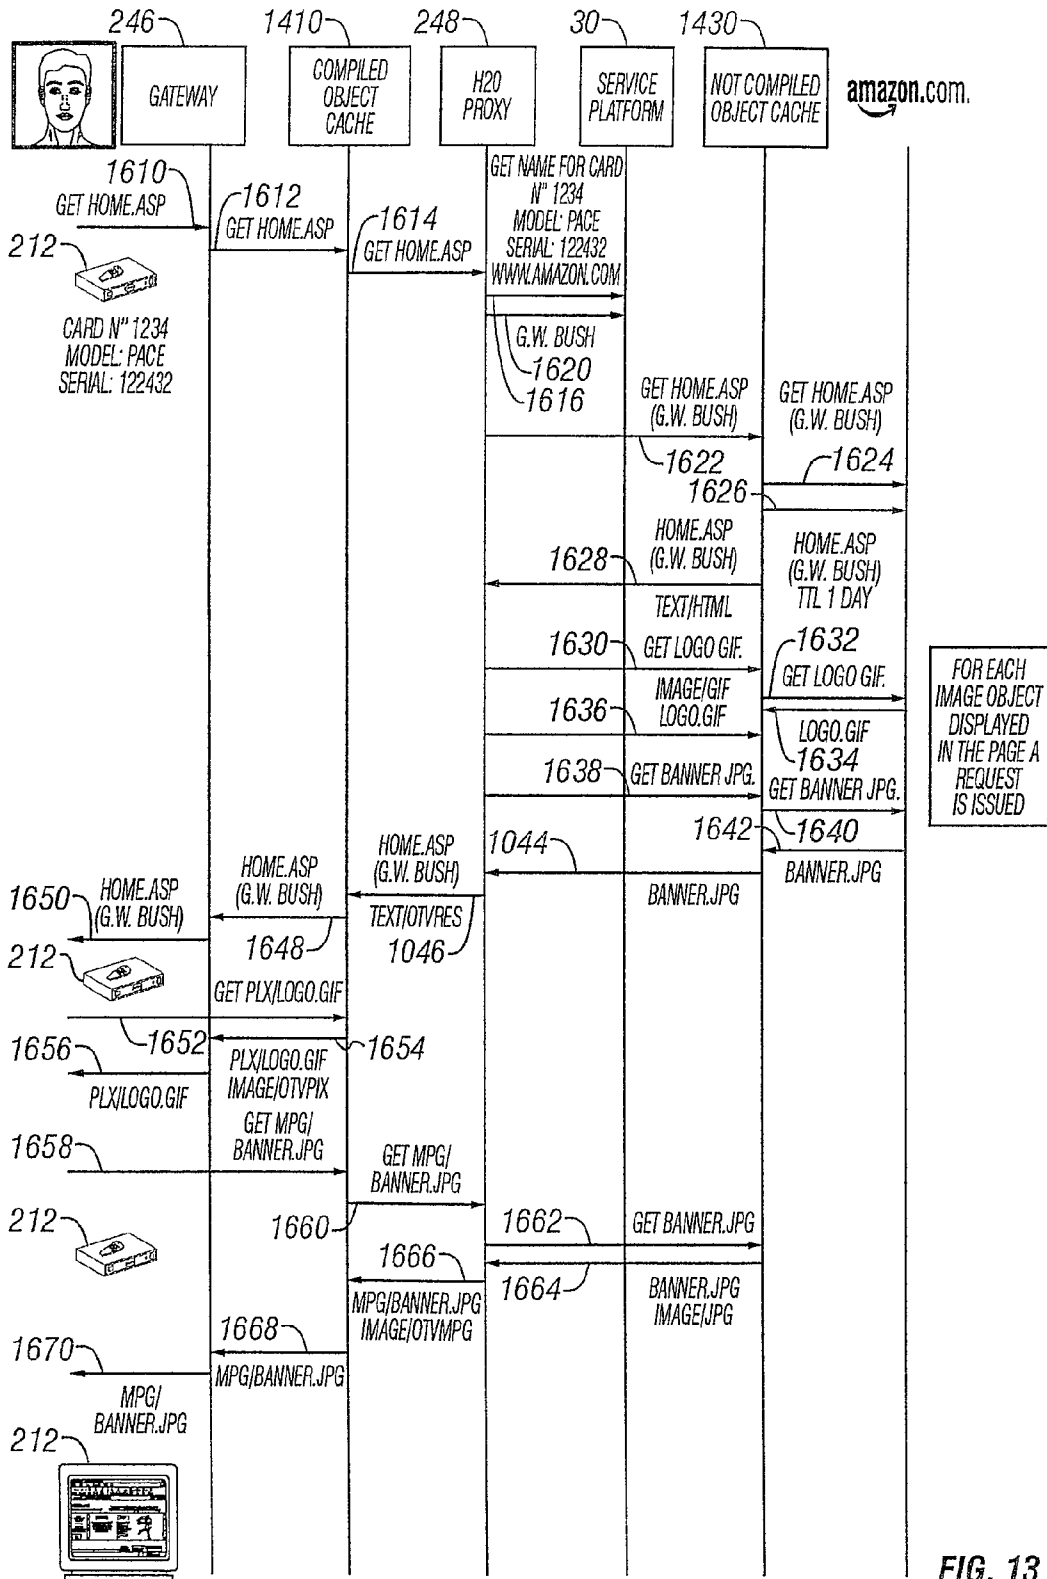 246
1410
248
30
1430
GATEWAY
COMPILED
OBJECT
CACHE
H20
PROXY
SERVICE
PLATFORM
NOT COMPILED
OBJECT CACHE
amazon.com.
1610
GET HOME.ASP
1612
GET HOME.ASP
1614
GET HOME.ASP
GET NAME FOR CARD
N" 1234
MODEL: PACE
SERIAL: 122432
WWW.AMAZON.COM
212
CARD N" 1234
MODEL: PACE
SERIAL: 122432
G.W. BUSH
1620
1616
GET HOME.ASP
(G.W. BUSH)
1622
GET HOME.ASP
(G.W. BUSH)
1624
1626
HOME.ASP
(G.W. BUSH)
1628
TEXT/HTML
HOME.ASP
(G.W. BUSH)
TTL 1 DAY
1630
GET LOGO GIF.
1632
GET LOGO GIF.
IMAGE/GIF
LOGO.GIF
1636
LOGO.GIF
1634
FOR EACH
IMAGE OBJECT
DISPLAYED
IN THE PAGE A
REQUEST
IS ISSUED
1638
GET BANNER JPG.
GET BANNER JPG.
1640
1642
BANNER.JPG
1044
BANNER.JPG
HOME.ASP
(G.W. BUSH)
TEXT/OTVRES
1046
HOME.ASP
(G.W. BUSH)
1648
1650
HOME.ASP
(G.W. BUSH)
212
GET PLX/LOGO.GIF
1652
1654
PLX/LOGO.GIF
IMAGE/OTVPIX
1656
PLX/LOGO.GIF
GET MPG/
BANNER.JPG
1658
GET MPG/
BANNER.JPG
1660
212
1662
GET BANNER.JPG
1664
BANNER.JPG
IMAGE/JPG
1666
MPG/BANNER.JPG
IMAGE/OTVMPG
1668
MPG/BANNER.JPG
1670
MPG/
BANNER.JPG
212
FIG. 13